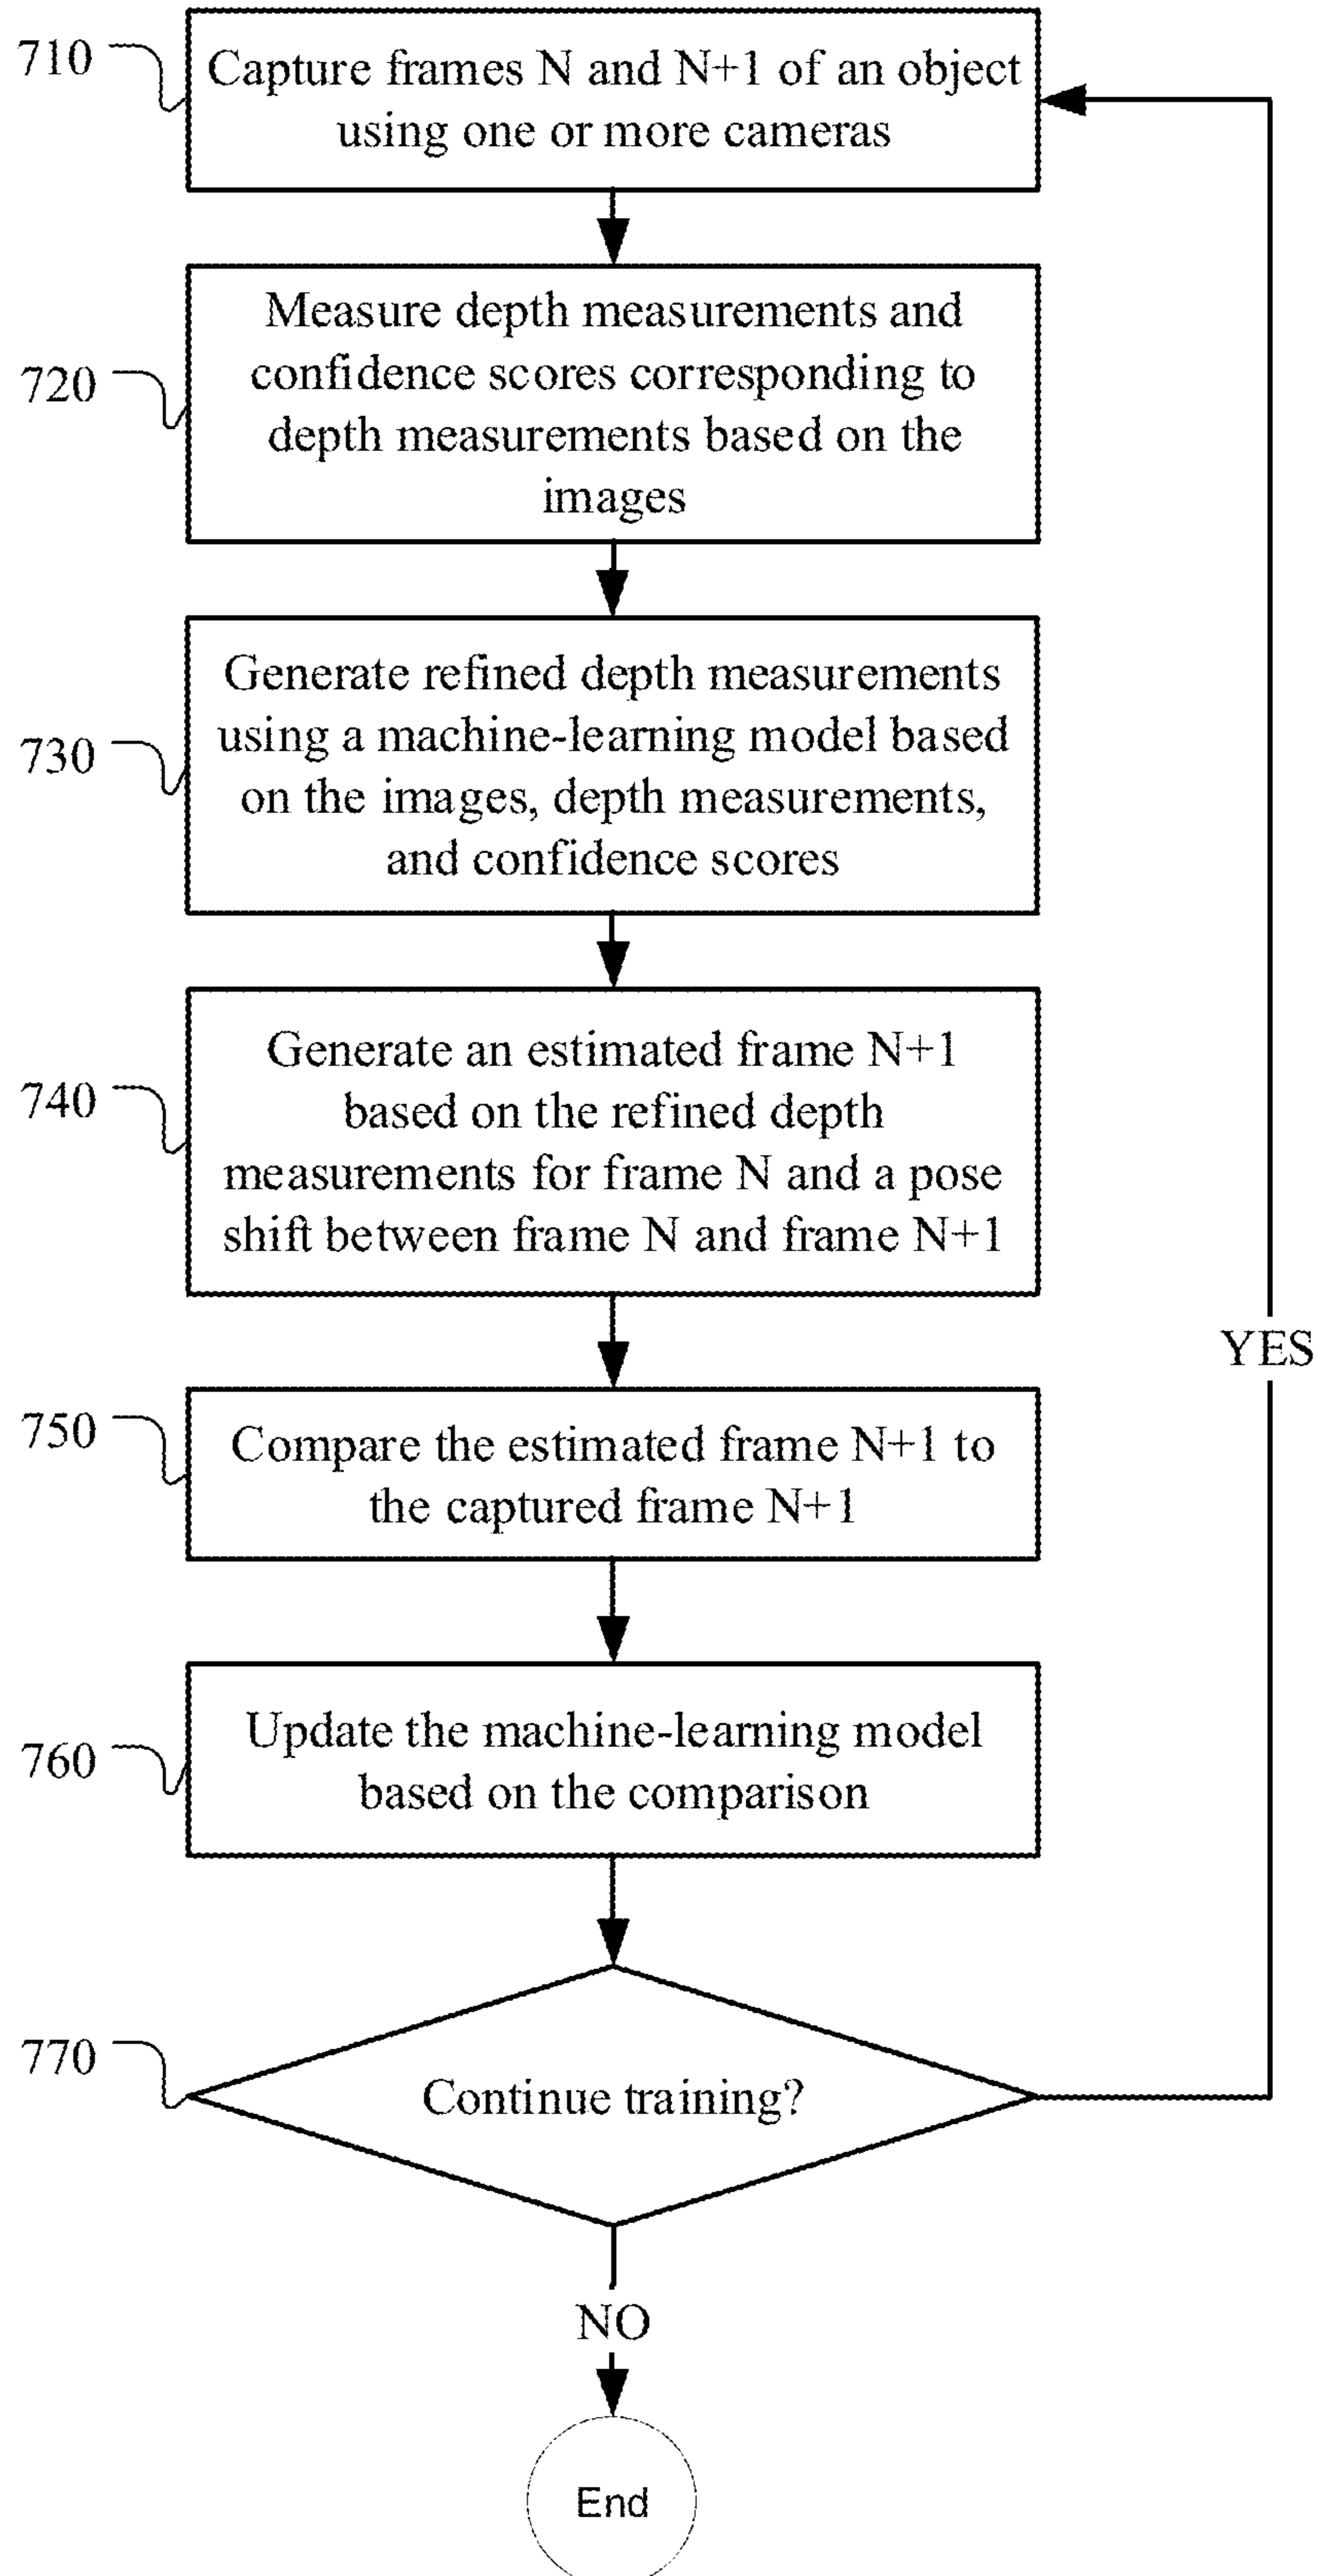 710
Capture frames N and N+1 of an object
using one or more cameras
720
Measure depth measurements and
confidence scores corresponding to
depth measurements based on the
images
730
Generate refined depth measurements
using a machine-learning model based
on the images, depth measurements,
and confidence scores
740
Generate an estimated frame N+1
based on the refined depth
measurements for frame N and a pose
shift between frame N and frame N+1
YES
750
Compare the estimated frame N+1 to
the captured frame N+1
760
Update the machine-learning model
based on the comparison
770
Continue training?
NO
End